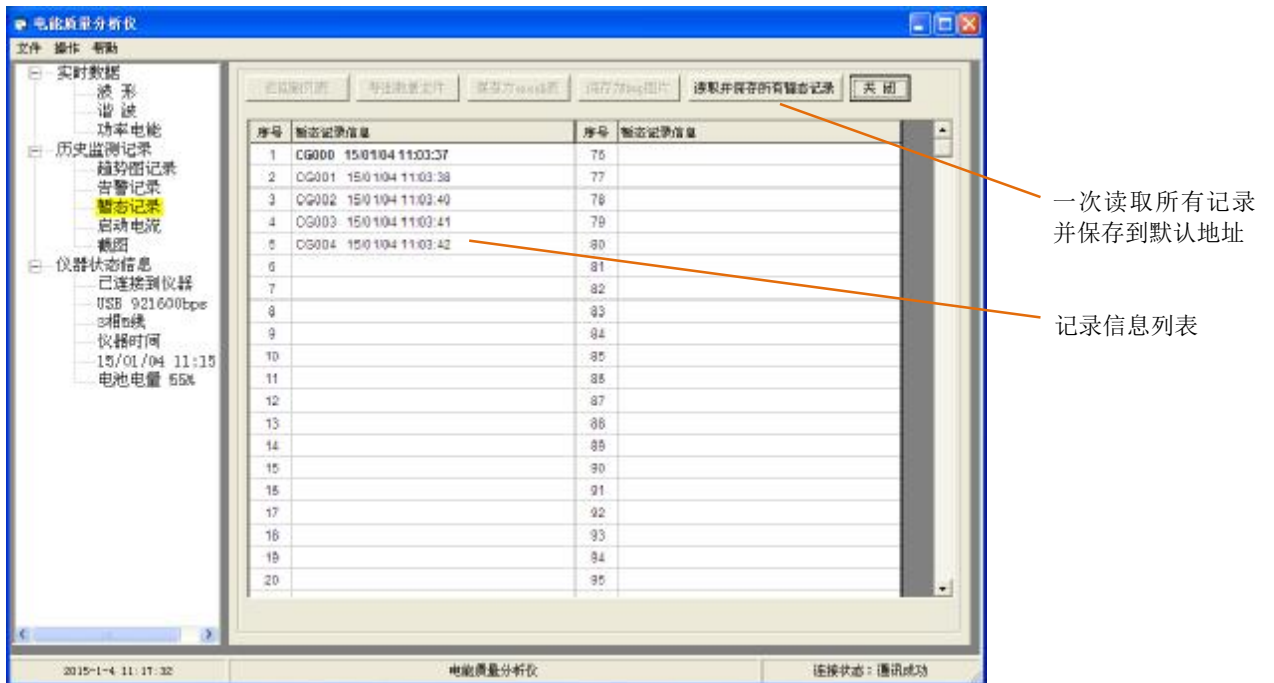 电能质量分析仪
文件 操作 帮助
实时数据
波 形
谐 波
功率电能
历史监测记录
趋势图记录
告警记录
暂态记录
启动电流
截图
仪器状态信息
已连接到仪器
USB 921600bps
3相5线
仪器时间
15/01/04 11:15
电池电量 55%
导出数据文件
读取并保存所有暂态记录
关 闭
序号 暂态记录信息 序号 暂态记录信息
1 CG000 15/01/04 11:03:37 76
2 CG001 15/01/04 11:03:38 77
3 CG002 15/01/04 11:03:40 78
4 CG003 15/01/04 11:03:41 79
5 CG004 15/01/04 11:03:42 80
6 81
7 82
8 83
9 84
10 85
11 86
12 87
13 88
14 89
15 90
16 91
17 92
18 93
19 94
20 95
一次读取所有记录
并保存到默认地址
记录信息列表
2015-1-4 11:17:32
电能质量分析仪
连接状态：通讯成功